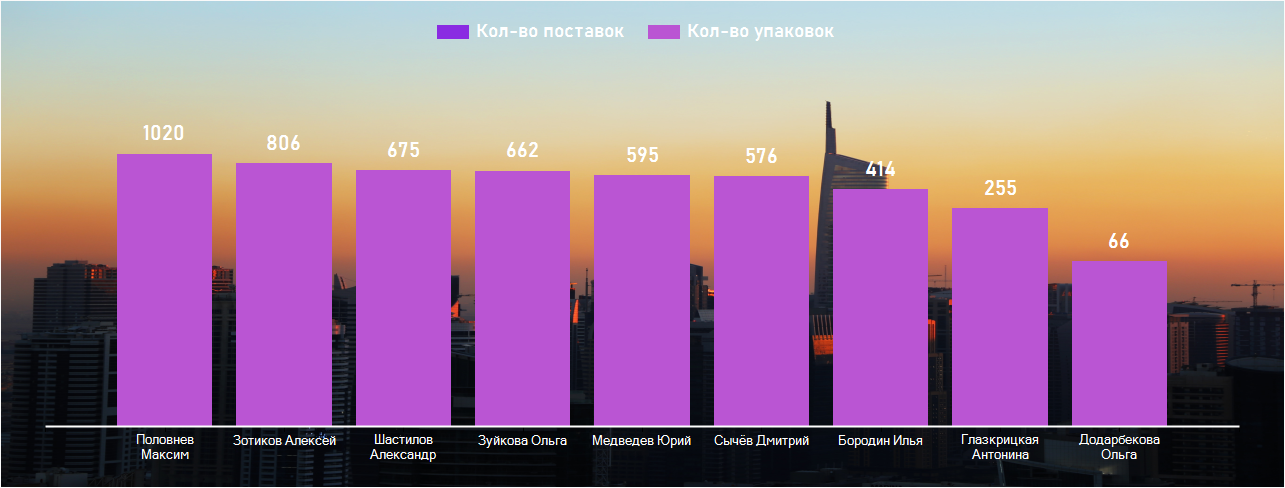 Кол-во поставок Кол-во упаковок
1020
806
675
662
595
576
414
255
66
Половнев
Максим
Зотиков Алексей
Шастилов
Александр
Зуйкова Ольга
Медведев Юрий
Сычёв Дмитрий
Бородин Илья
Глазкрицкая
Антонина
Додарбекова
Ольга